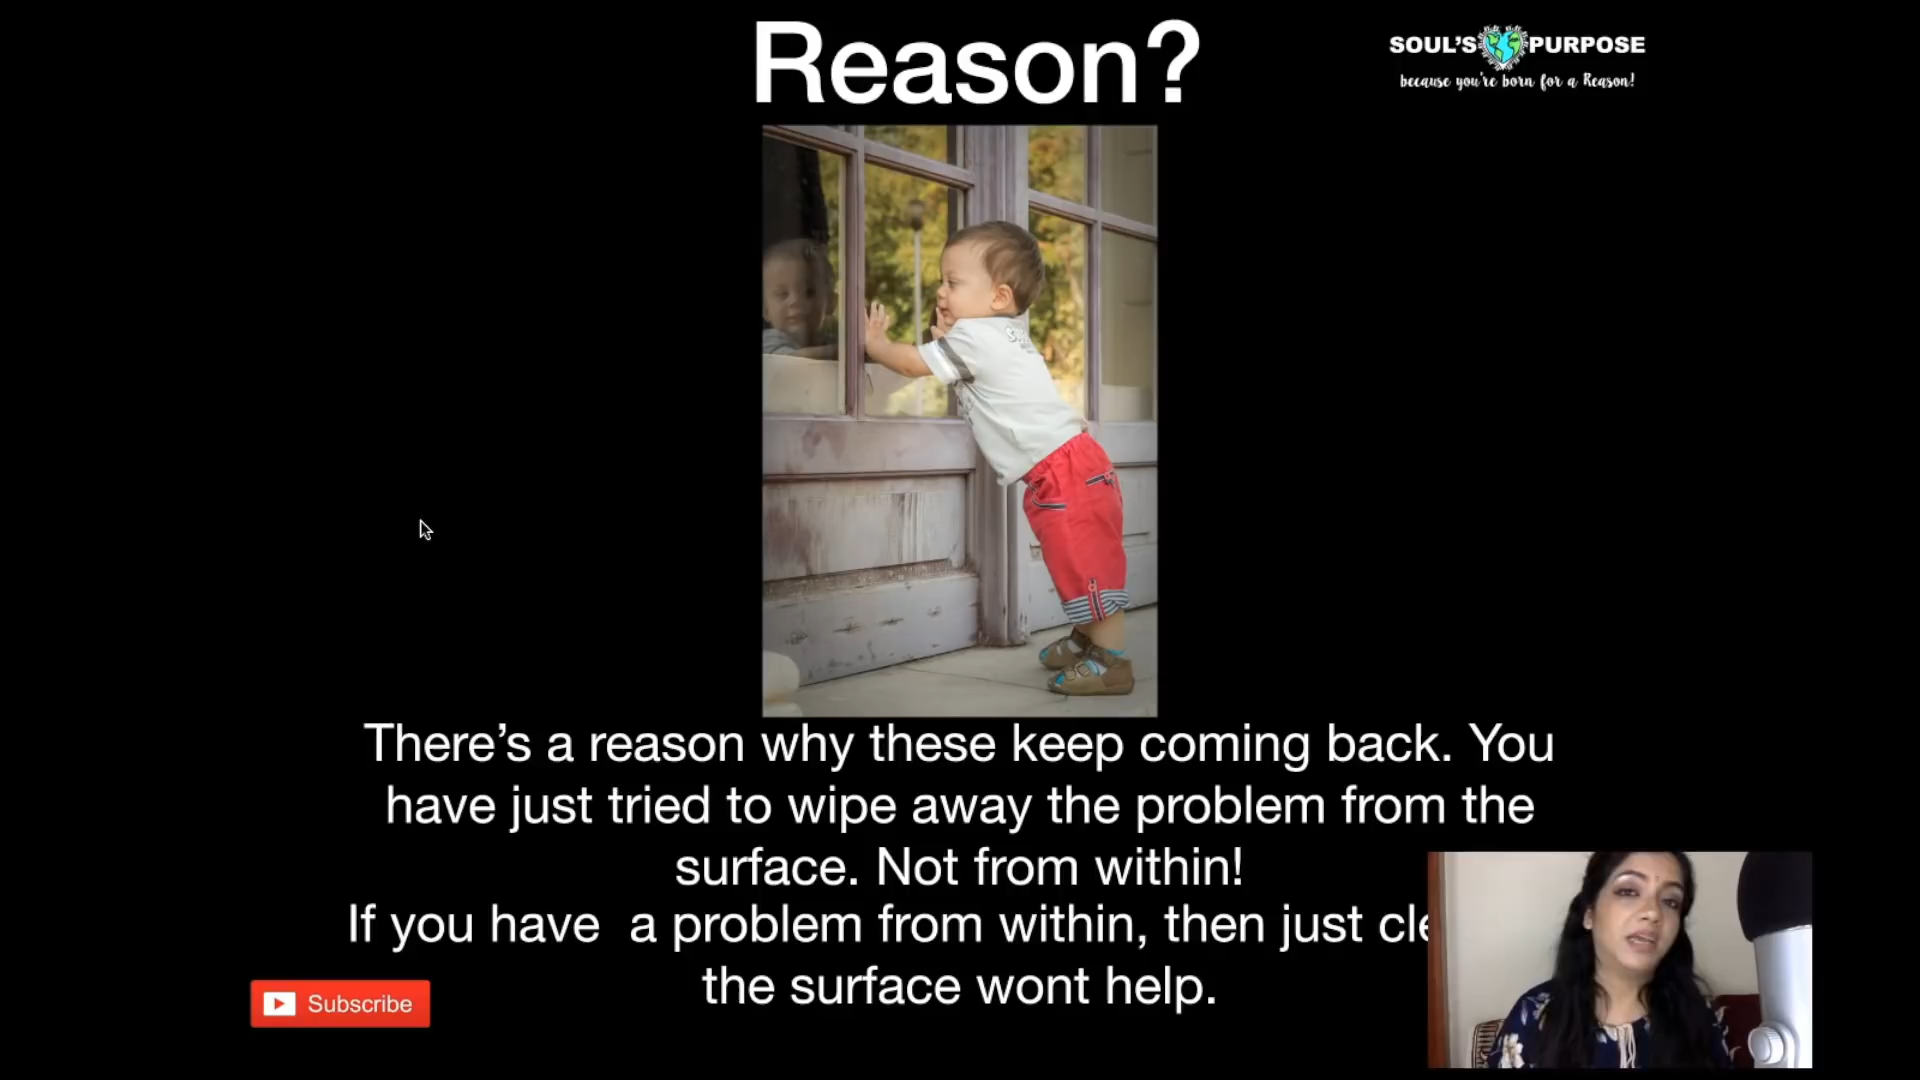 Reason?
SOUL'S PURPOSE
because you're born for a Reason!
There's a reason why these keep coming back. You
have just tried to wipe away the problem from the
surface. Not from within!
If you have a problem from within, then just
the surface wont help.
Subscribe